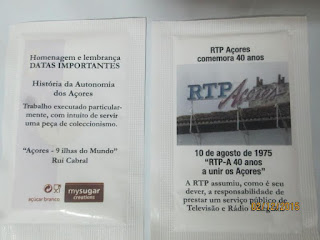 Homenagem e lembrança
DATAS IMPORTANTES
História da Autonomia
dos Açores
Trabalho executado particular-
mente, com intuito de servir
uma peça de coleccionismo.
"Açores - 9 ilhas do Mundo"
Rui Cabral
açúcar branco
mysugar
creations
RTP Açores
comemora 40 anos
RTP Açores
10 de agosto de 1975
"RTP-A 40 anos
a unir os Açores"
A RTP assumiu, como é seu
dever, a responsabilidade de
prestar um serviço público de
Televisão e Rádio